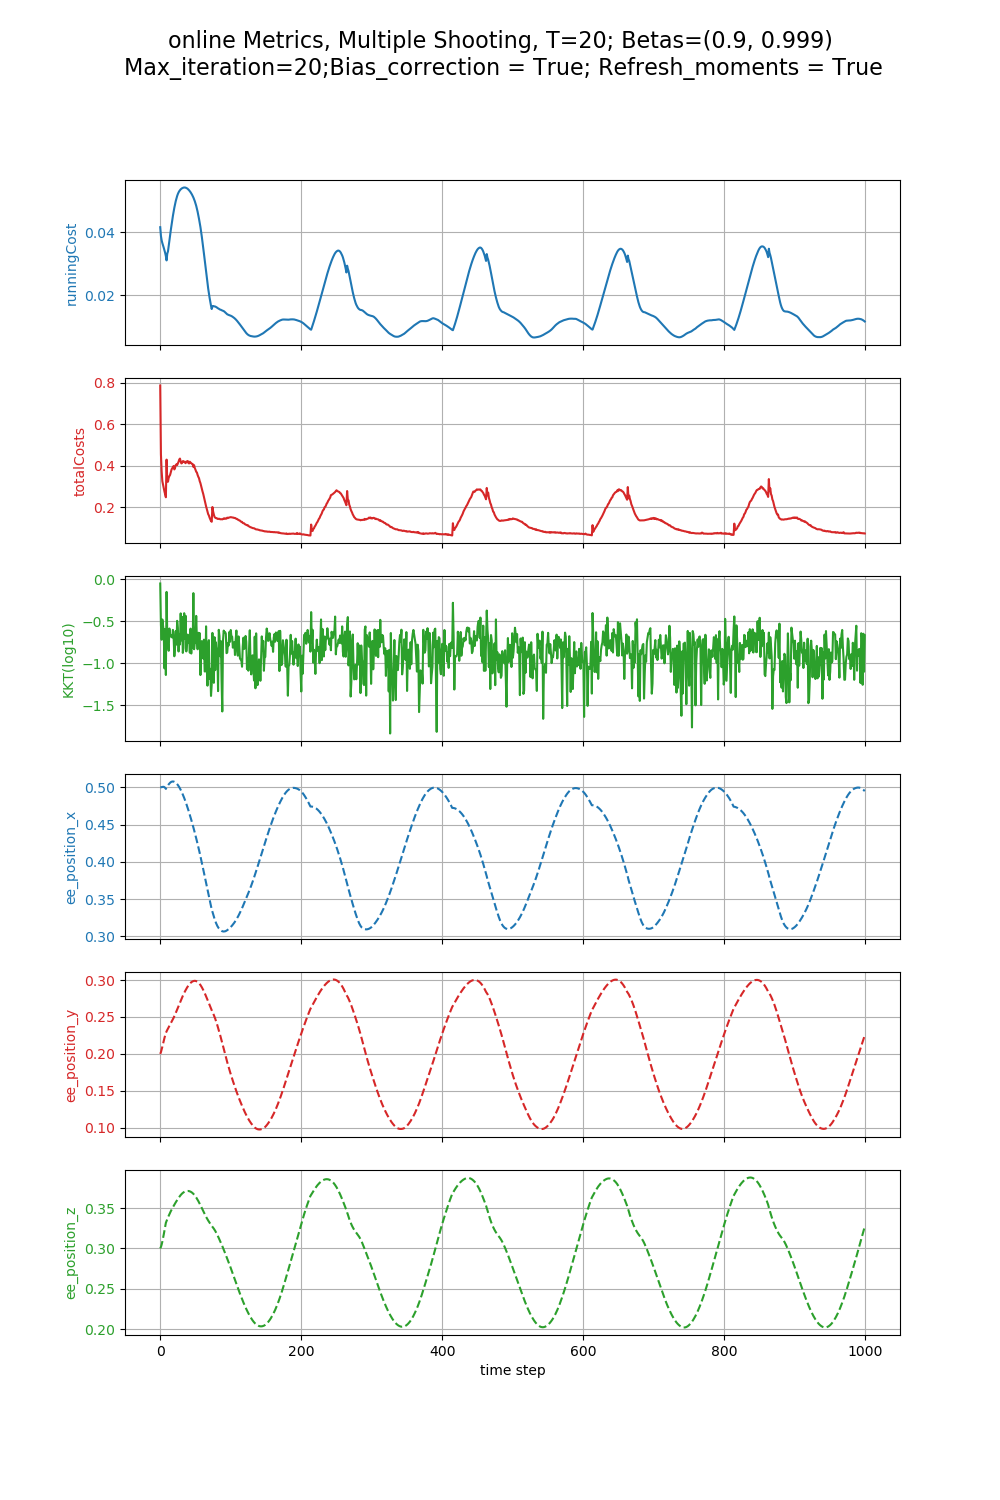 online Metrics, Multiple Shooting, T=20; Betas=(0.9, 0.999)
Max_iteration=20;Bias_correction = True; Refresh_moments = True
runningCost
0.04
0.02
totalCosts
0.8
0.6
0.4
0.2
KKT(log10)
0.0
−0.5
−1.0
−1.5
ee_position_x
0.50
0.45
0.40
0.35
0.30
ee_position_y
0.30
0.25
0.20
0.15
0.10
ee_position_z
0.35
0.30
0.25
0.20
0 200 400 600 800 1000
time step